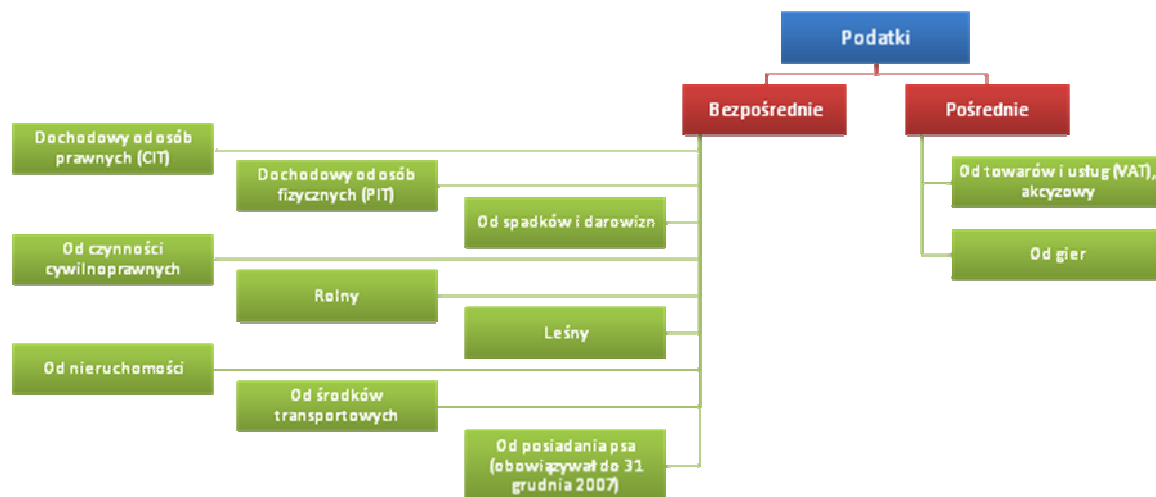 Podatki
Bezpośrednie
Pośrednie
Dochodowy od osób
prawnych (CIT)
Dochodowy od osób
fizycznych (PIT)
Od spadków i darowizn
Od czynności
cywilnoprawnych
Rolny
Leśny
Od nieruchomości
Od środków
transportowych
Od posiadania psa
(obowiązywał do 31
grudnia 2007)
Od towarów i usług (VAT),
akcyzowy
Od gier